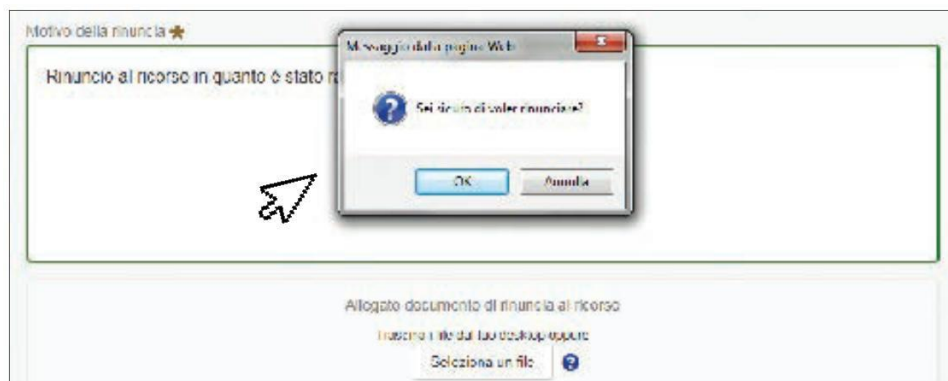 Motivo della rinuncia
Rinuncio al ricorso in quanto è stato
Messaggio dalla pagina Web
Sei sicuro di voler rinunciare?
OK
Annulla
Allegato documento di rinuncia al ricorso
Trascina i file dal tuo desktop oppure
Seleziona un file